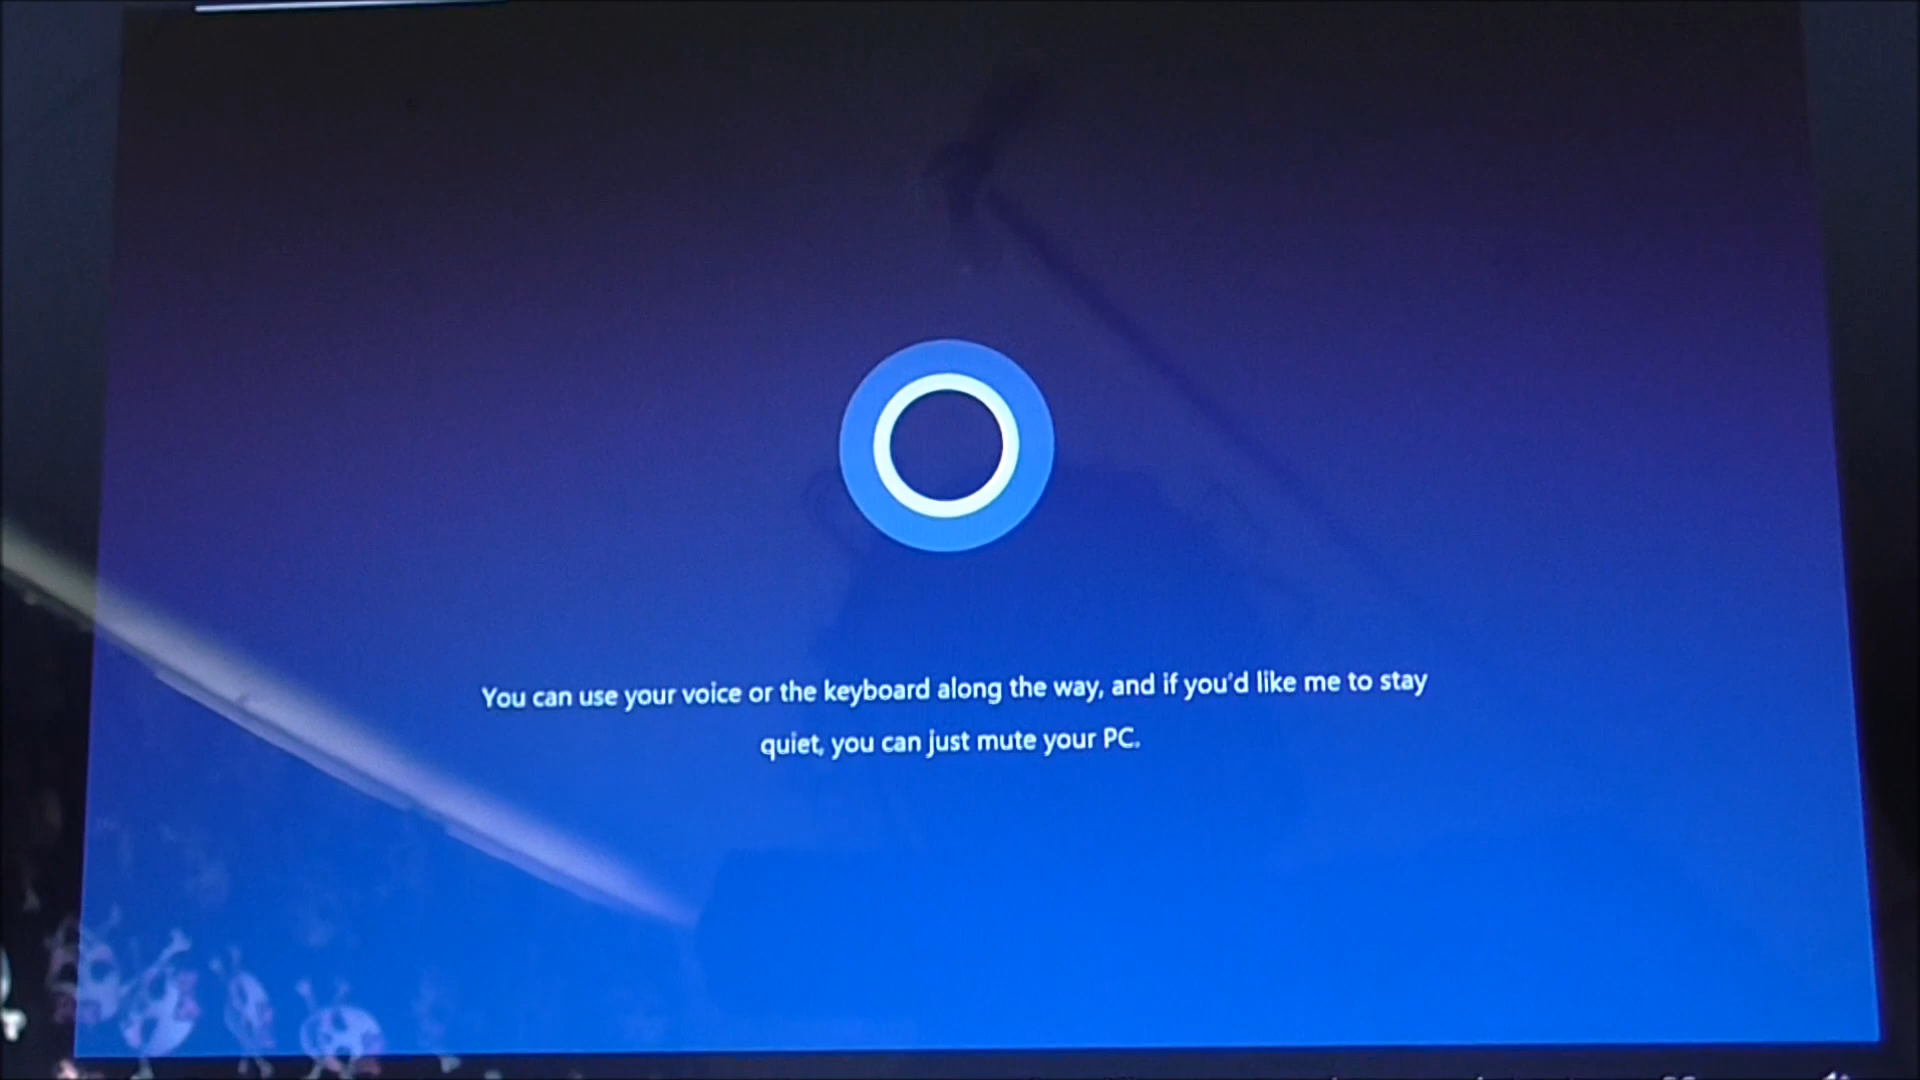 You can use your voice or the keyboard along the way, and if you'd like me to stay
quiet, you can just mute your PC.